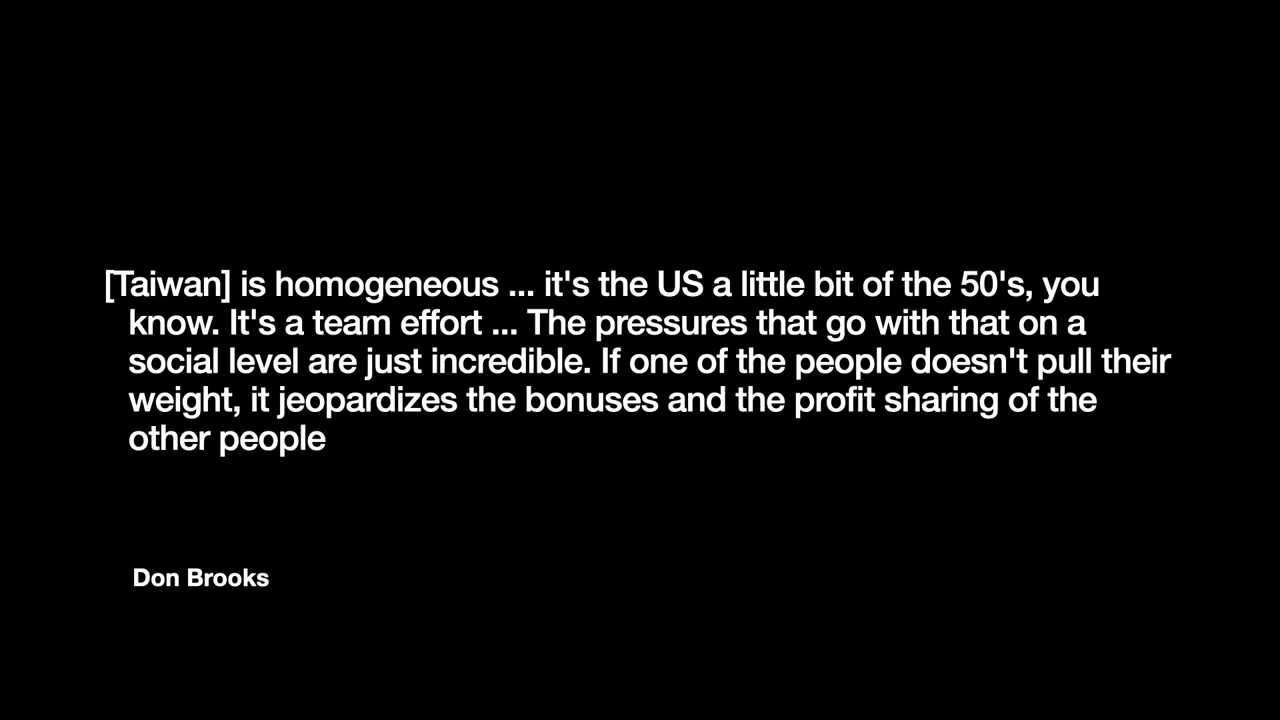 [Taiwan] is homogeneous ... it's the US a little bit of the 50's, you
know. It's a team effort ... The pressures that go with that on a
social level are just incredible. If one of the people doesn't pull their
weight, it jeopardizes the bonuses and the profit sharing of the
other people
Don Brooks